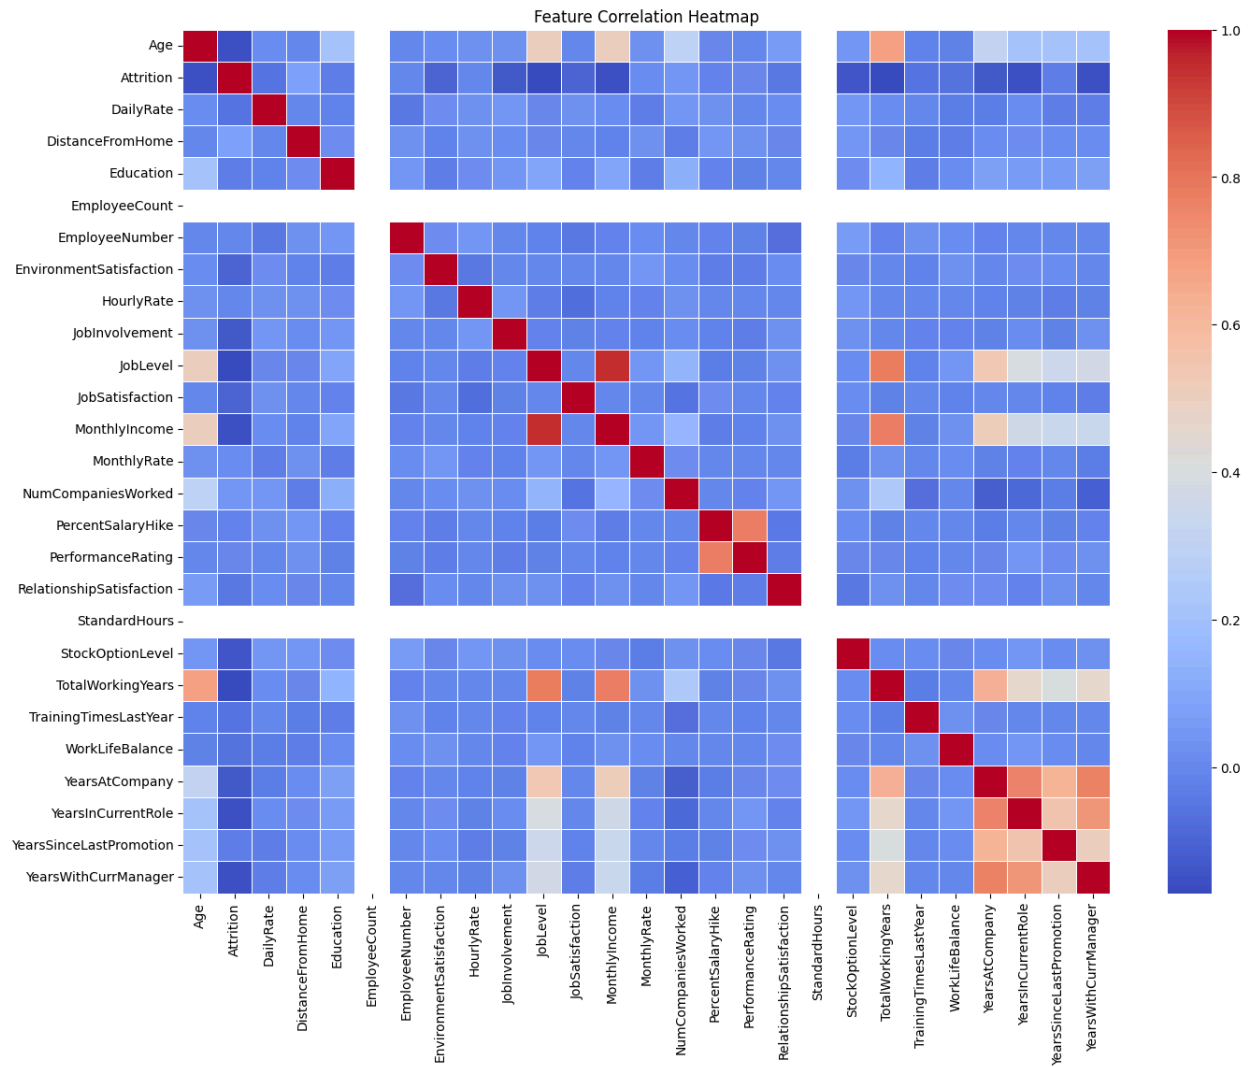 Feature Correlation Heatmap
Age
Attrition
DailyRate
DistanceFromHome
Education
EmployeeCount
EmployeeNumber
EnvironmentSatisfaction
HourlyRate
JobInvolvement
JobLevel
JobSatisfaction
MonthlyIncome
MonthlyRate
NumCompaniesWorked
PercentSalaryHike
PerformanceRating
RelationshipSatisfaction
StandardHours
StockOptionLevel
TotalWorkingYears
TrainingTimesLastYear
WorkLifeBalance
YearsAtCompany
YearsInCurrentRole
YearsSinceLastPromotion
YearsWithCurrManager
Age
Attrition
DailyRate
DistanceFromHome
Education
EmployeeCount
EmployeeNumber
EnvironmentSatisfaction
HourlyRate
JobInvolvement
JobLevel
JobSatisfaction
MonthlyIncome
MonthlyRate
NumCompaniesWorked
PercentSalaryHike
PerformanceRating
RelationshipSatisfaction
StandardHours
StockOptionLevel
TotalWorkingYears
TrainingTimesLastYear
WorkLifeBalance
YearsAtCompany
YearsInCurrentRole
YearsSinceLastPromotion
YearsWithCurrManager
1.0
0.8
0.6
0.4
0.2
0.0